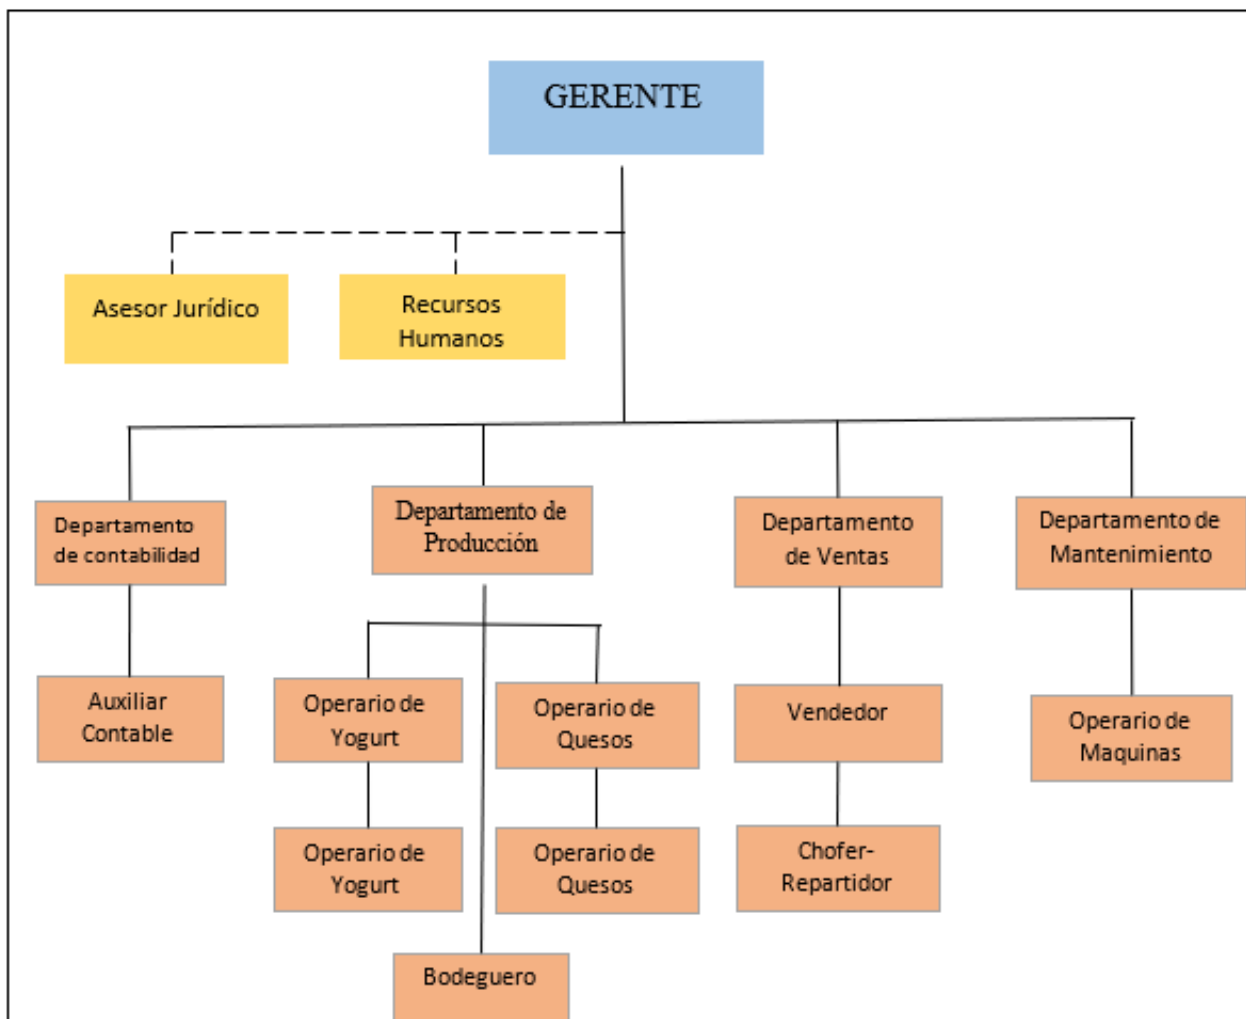 GERENTE
Asesor Jurídico
Recursos
Humanos
Departamento
de contabilidad
Departamento de
Producción
Departamento
de Ventas
Departamento de
Mantenimiento
Auxiliar
Contable
Operario de
Yogurt
Operario de
Quesos
Vendedor
Operario de
Maquinas
Operario de
Yogurt
Operario de
Quesos
Chofer-
Repartidor
Bodeguero